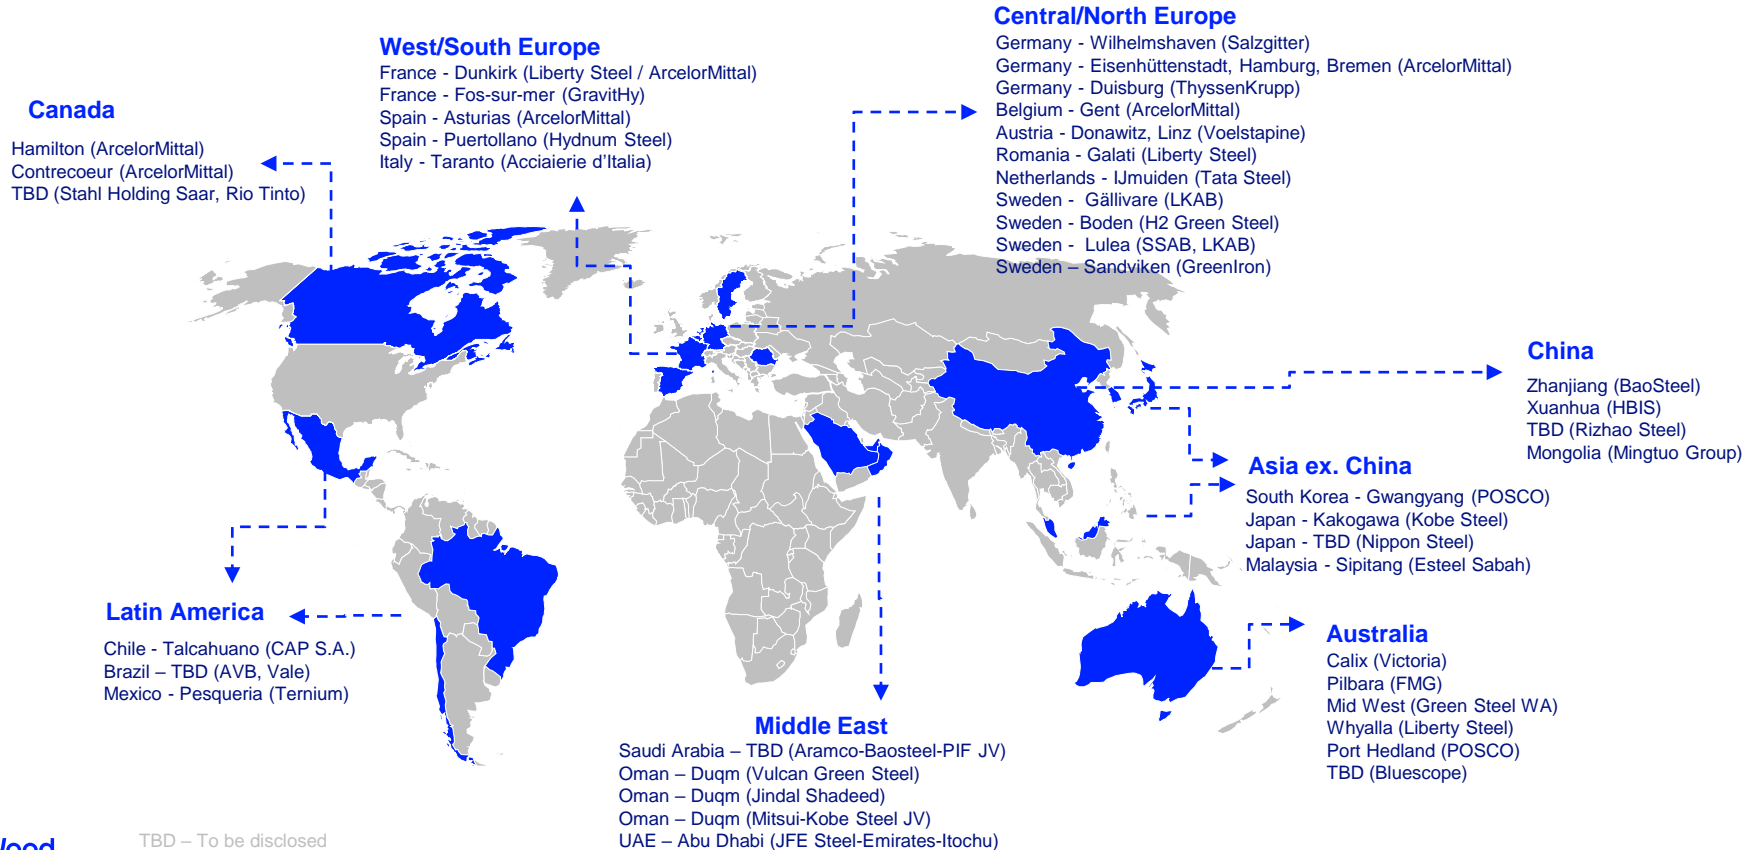 Central/North Europe
Germany - Wilhelmshaven (Salzgitter)
Germany - Eisenhüttenstadt, Hamburg, Bremen (ArcelorMittal)
Germany - Duisburg (ThyssenKrupp)
Belgium - Gent (ArcelorMittal)
Austria - Donawitz, Linz (Voelstapine)
Romania - Galati (Liberty Steel)
Netherlands - IJmuiden (Tata Steel)
Sweden - Gällivare (LKAB)
Sweden - Boden (H2 Green Steel)
Sweden - Lulea (SSAB, LKAB)
Sweden – Sandviken (GreenIron)
West/South Europe
France - Dunkirk (Liberty Steel / ArcelorMittal)
France - Fos-sur-mer (GravitHy)
Spain - Asturias (ArcelorMittal)
Spain - Puertollano (Hydnum Steel)
Italy - Taranto (Acciaierie d'Italia)
Canada
Hamilton (ArcelorMittal)
Contrecoeur (ArcelorMittal)
TBD (Stahl Holding Saar, Rio Tinto)
China
Zhanjiang (BaoSteel)
Xuanhua (HBIS)
TBD (Rizhao Steel)
Mongolia (Mingtuo Group)
Asia ex. China
South Korea - Gwangyang (POSCO)
Japan - Kakogawa (Kobe Steel)
Japan - TBD (Nippon Steel)
Malaysia - Sipitang (Esteel Sabah)
Latin America
Chile - Talcahuano (CAP S.A.)
Brazil – TBD (AVB, Vale)
Mexico - Pesqueria (Ternium)
Australia
Calix (Victoria)
Pilbara (FMG)
Mid West (Green Steel WA)
Whyalla (Liberty Steel)
Port Hedland (POSCO)
TBD (Bluescope)
Middle East
Saudi Arabia – TBD (Aramco-Baosteel-PIF JV)
Oman – Duqm (Vulcan Green Steel)
Oman – Duqm (Jindal Shadeed)
Oman – Duqm (Mitsui-Kobe Steel JV)
UAE – Abu Dhabi (JFE Steel-Emirates-Itochu)
TBD – To be disclosed